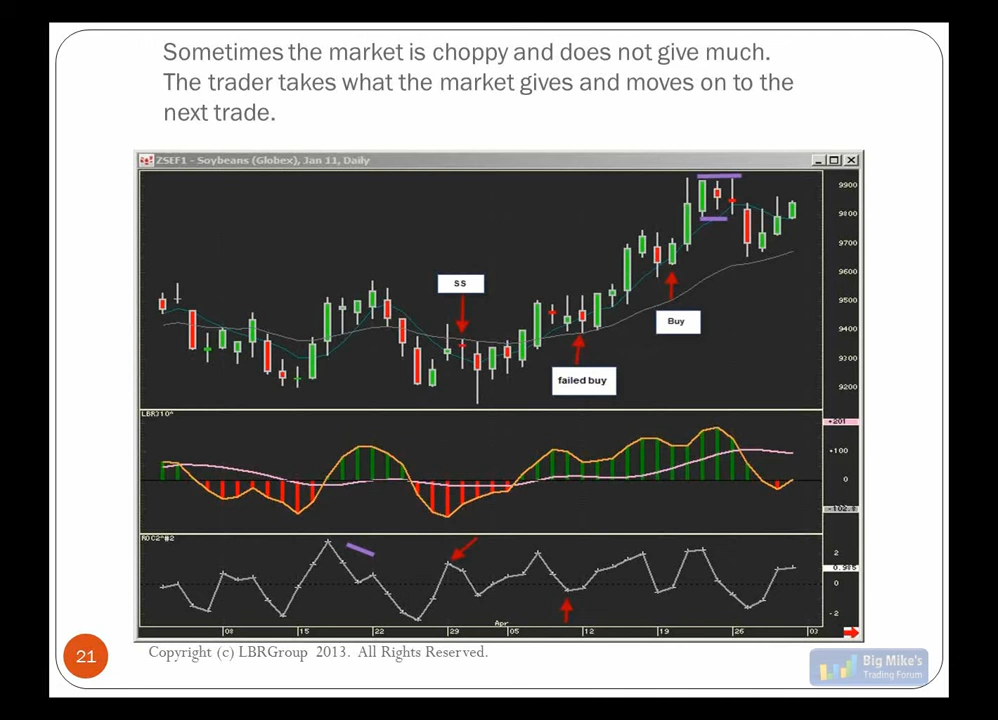 Sometimes the market is choppy and does not give much.
The trader takes what the market gives and moves on to the
next trade.
ZSEF1 - Soybeans (Globex), Jan 11, Daily
9900
9800
9700
9600
9500
9400
9300
9200
SS
Buy
failed buy
+201
+100
0
2
0.985
0
-2
Apr
08 15 22 29 05 12 19 26 03
21
Copyright (c) LBRGroup 2013. All Rights Reserved.
Big Mike's
Trading Forum